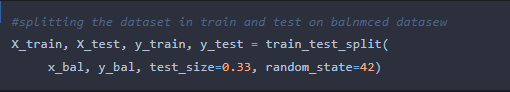 #splitting the dataset in train and test on balnmced datasew
X_train, X_test, y_train, y_test = train_test_split(
x_bal, y_bal, test_size=0.33, random_state=42)